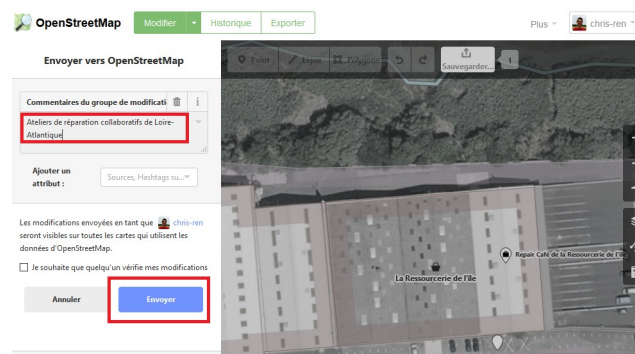 OpenStreetMap
Modifier
Historique
Exporter
Plus
chris-ren
Envoyer vers OpenStreetMap
Point
Ligne
Polygone
Sauvegarder...
1
Commentaires du groupe de modificati
i
Ateliers de réparation collaboratifs de Loire-
Atlantique
Ajouter un
attribut :
Sources, Hashtags su...
Les modifications envoyées en tant que chris-ren
seront visibles sur toutes les cartes qui utilisent les
données d'OpenStreetMap.
Je souhaite que quelqu'un vérifie mes modifications
Annuler
Envoyer
Repair Café de la Ressourcerie de l'île
La Ressourcerie de l'île